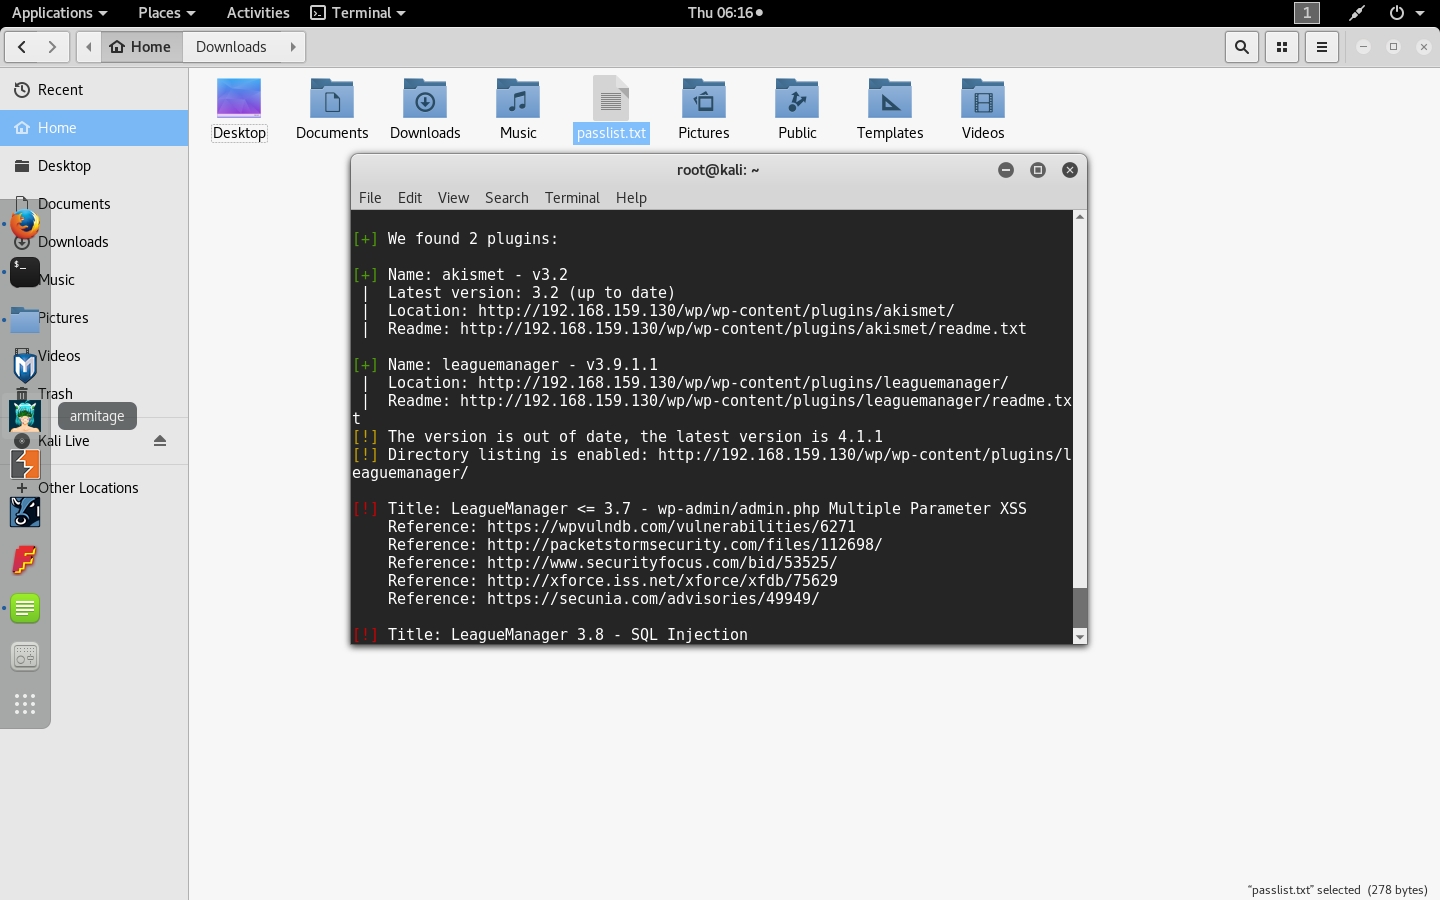 Applications Places Activities Terminal Thu 06:16 1
Home Downloads
Recent
Home
Desktop
Documents
Downloads
Music
Pictures
Videos
Trash
armitage
Kali Live
Other Locations
Desktop Documents Downloads Music passlist.txt Pictures Public Templates Videos
root@kali: ~
File Edit View Search Terminal Help
[+] We found 2 plugins:
[+] Name: akismet - v3.2
| Latest version: 3.2 (up to date)
| Location: http://192.168.159.130/wp/wp-content/plugins/akismet/
| Readme: http://192.168.159.130/wp/wp-content/plugins/akismet/readme.txt
[+] Name: leaguemanager - v3.9.1.1
| Location: http://192.168.159.130/wp/wp-content/plugins/leaguemanager/
| Readme: http://192.168.159.130/wp/wp-content/plugins/leaguemanager/readme.tx
t
[!] The version is out of date, the latest version is 4.1.1
[!] Directory listing is enabled: http://192.168.159.130/wp/wp-content/plugins/l
eaguemanager/
[!] Title: LeagueManager <= 3.7 - wp-admin/admin.php Multiple Parameter XSS
Reference: https://wpvulndb.com/vulnerabilities/6271
Reference: http://packetstormsecurity.com/files/112698/
Reference: http://www.securityfocus.com/bid/53525/
Reference: http://xforce.iss.net/xforce/xfdb/75629
Reference: https://secunia.com/advisories/49949/
[!] Title: LeagueManager 3.8 - SQL Injection
"passlist.txt" selected (278 bytes)